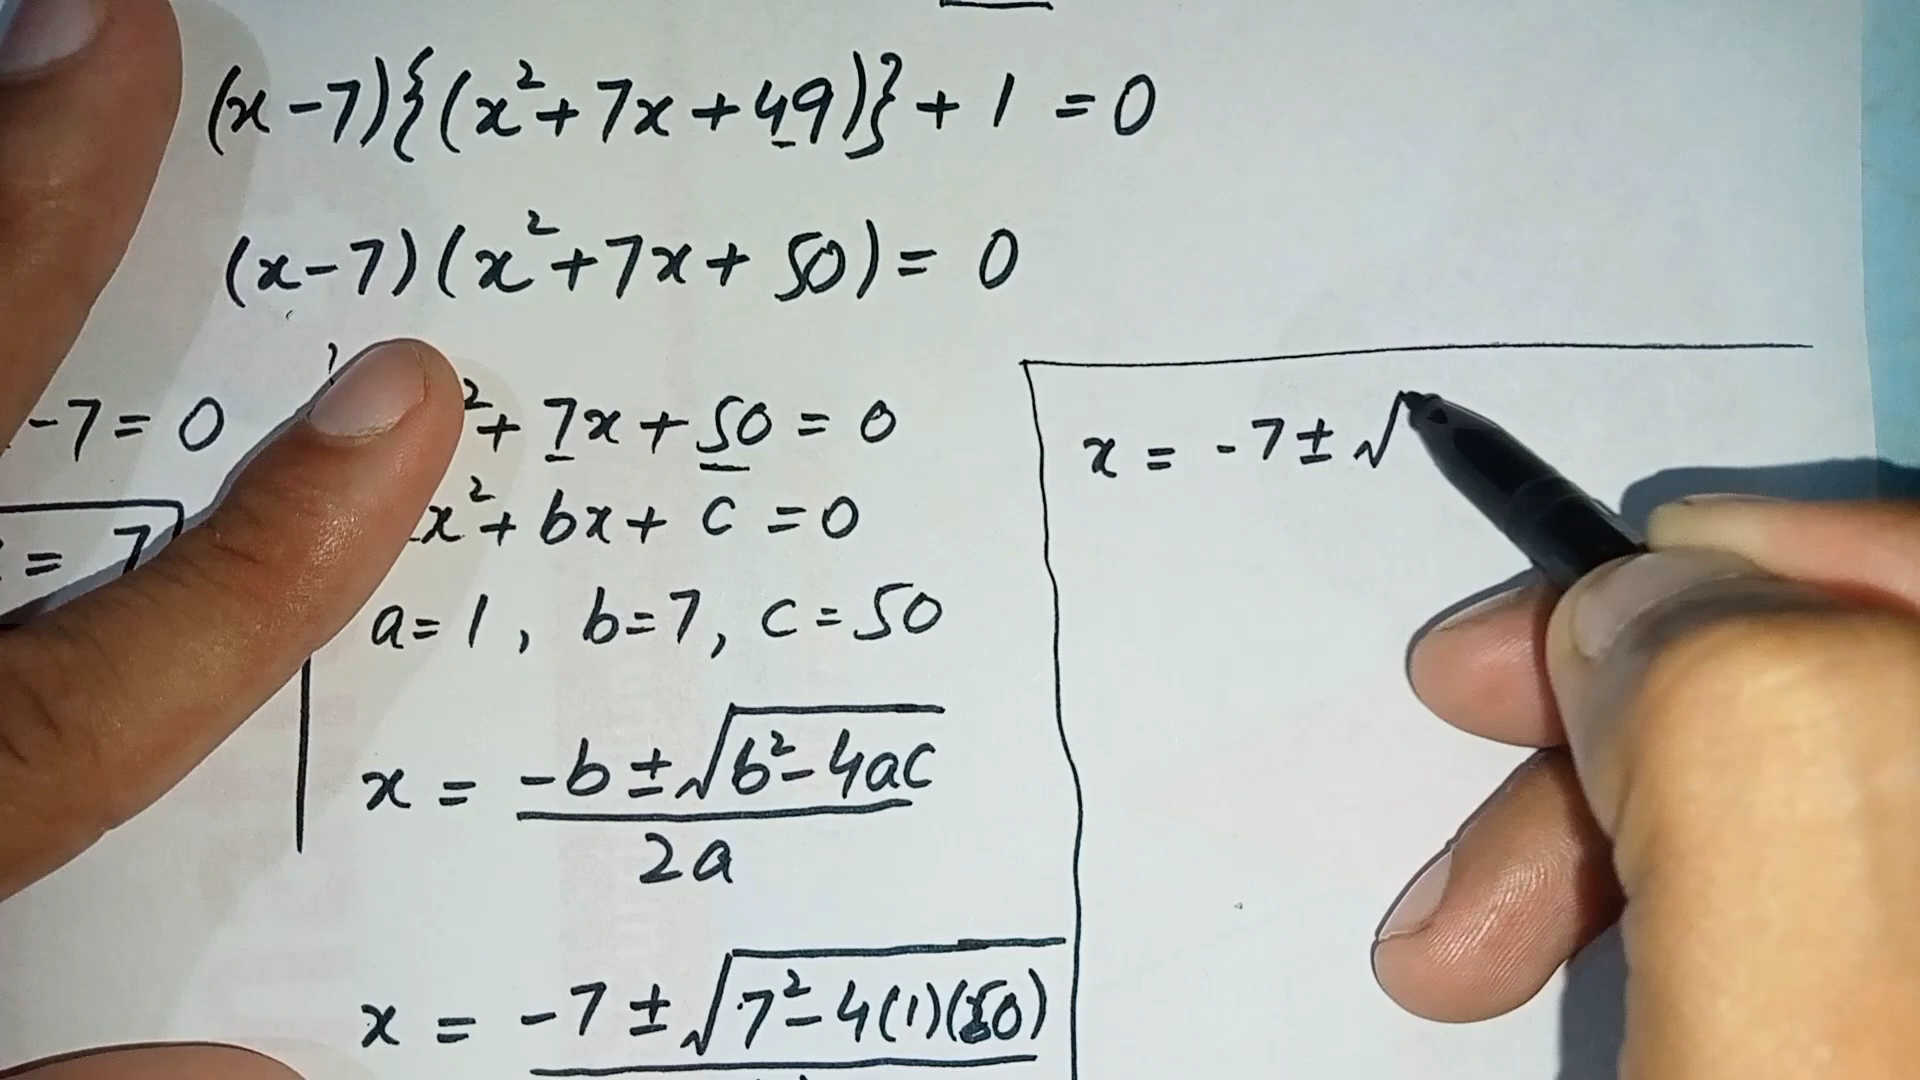 (x-7){(x²+7x+49)}+1=0
(x-7)(x²+7x+50)=0
-7=0
= 7
²+7x+50=0
x²+bx+c=0
a=1, b=7, c=50
x = -b±√b²-4ac
2a
x = -7±√7²-4(1)(50)
x = -7±√